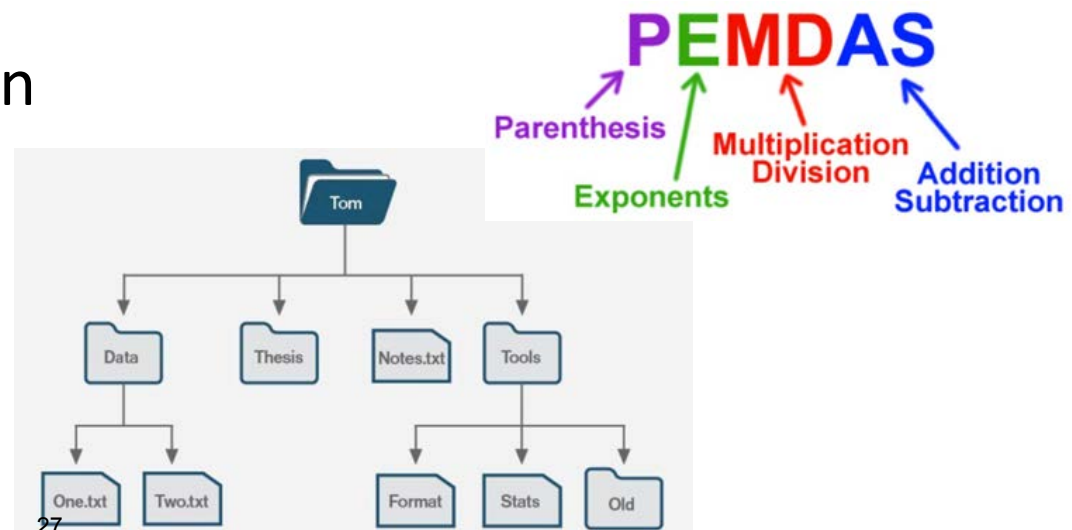 n
PEMDAS
Parenthesis
Exponents
Multiplication
Division
Addition
Subtraction
Tom
Data
Thesis
Notes.txt
Tools
One.txt
Two.txt
Format
Stats
Old
27